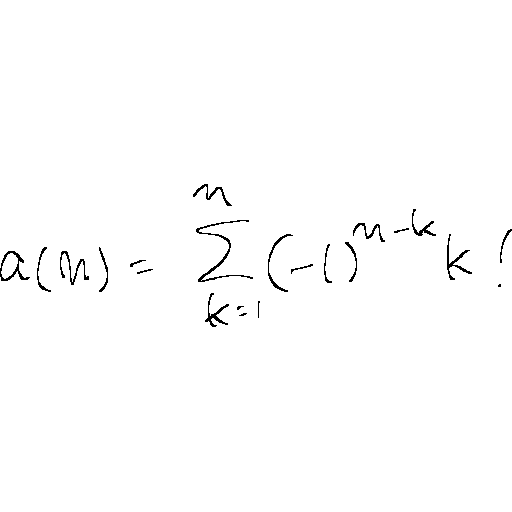 a(n) = \sum_{k=1}^{n} (-1)^{n-k} k!